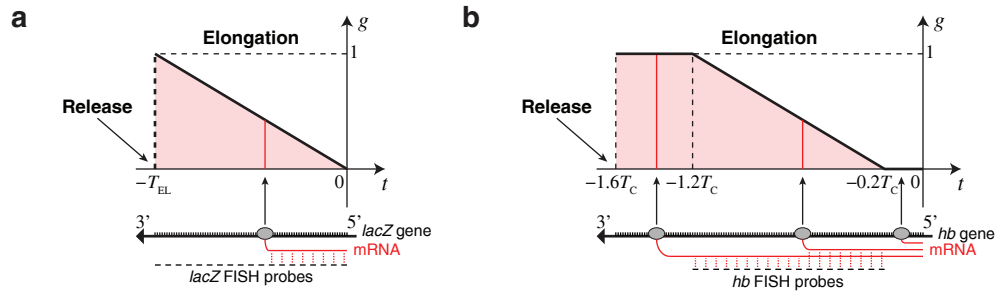 a
Elongation
g
1
Release
−T_EL
0
t
3’
5’
lacZ gene
mRNA
lacZ FISH probes
b
Elongation
g
1
Release
−1.6T_C
−1.2T_C
−0.2T_C
0
t
3’
5’
hb gene
mRNA
hb FISH probes